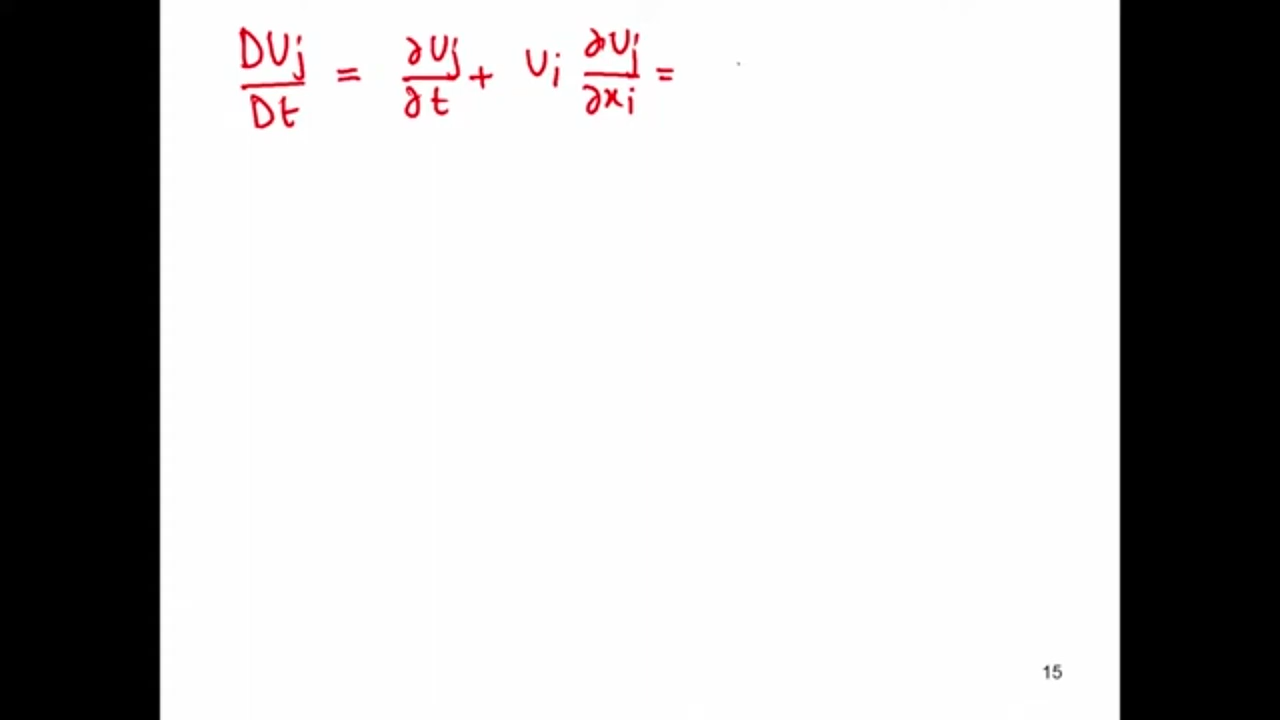 DUj/Dt = ∂Uj/∂t + Ui ∂Uj/∂xi =
15